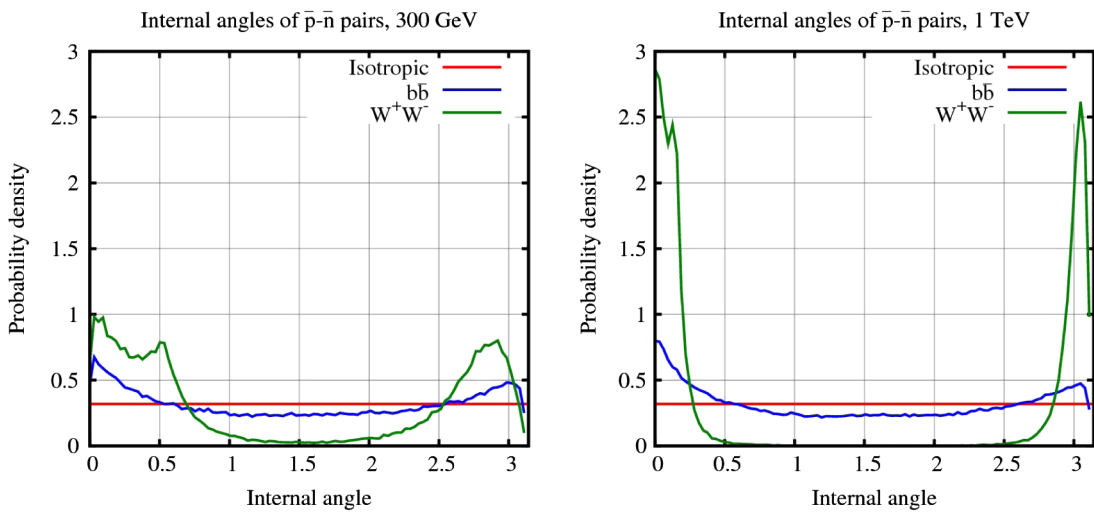 Internal angles of p̄-n̄ pairs, 300 GeV
3
2.5
2
1.5
1
0.5
0
Probability density
Isotropic
bb̄
W⁺W⁻
0 0.5 1 1.5 2 2.5 3
Internal angle
Internal angles of p̄-n̄ pairs, 1 TeV
3
2.5
2
1.5
1
0.5
0
Probability density
Isotropic
bb̄
W⁺W⁻
0 0.5 1 1.5 2 2.5 3
Internal angle